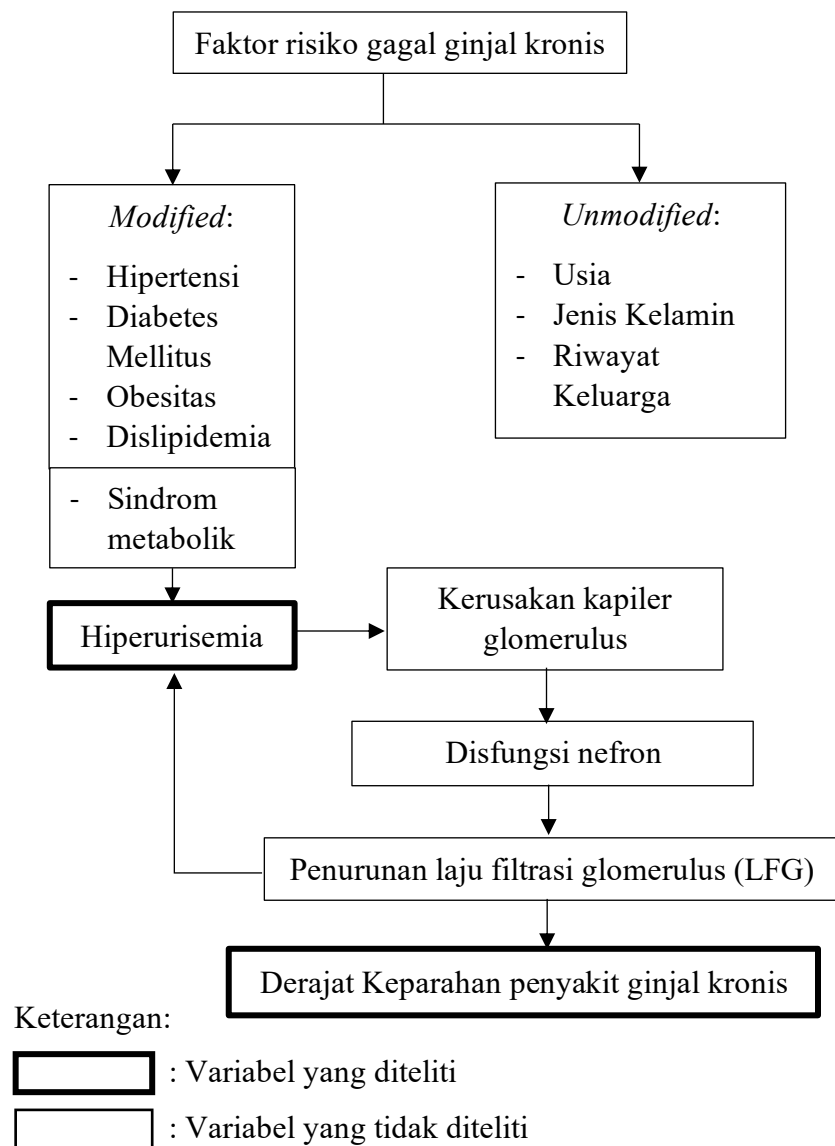 Faktor risiko gagal ginjal kronis
Modified:
- Hipertensi
- Diabetes
Mellitus
- Obesitas
- Dislipidemia
- Sindrom
metabolik
Unmodified:
- Usia
- Jenis Kelamin
- Riwayat
Keluarga
Hiperurisemia
Kerusakan kapiler
glomerulus
Disfungsi nefron
Penurunan laju filtrasi glomerulus (LFG)
Derajat Keparahan penyakit ginjal kronis
Keterangan:
: Variabel yang diteliti
: Variabel yang tidak diteliti